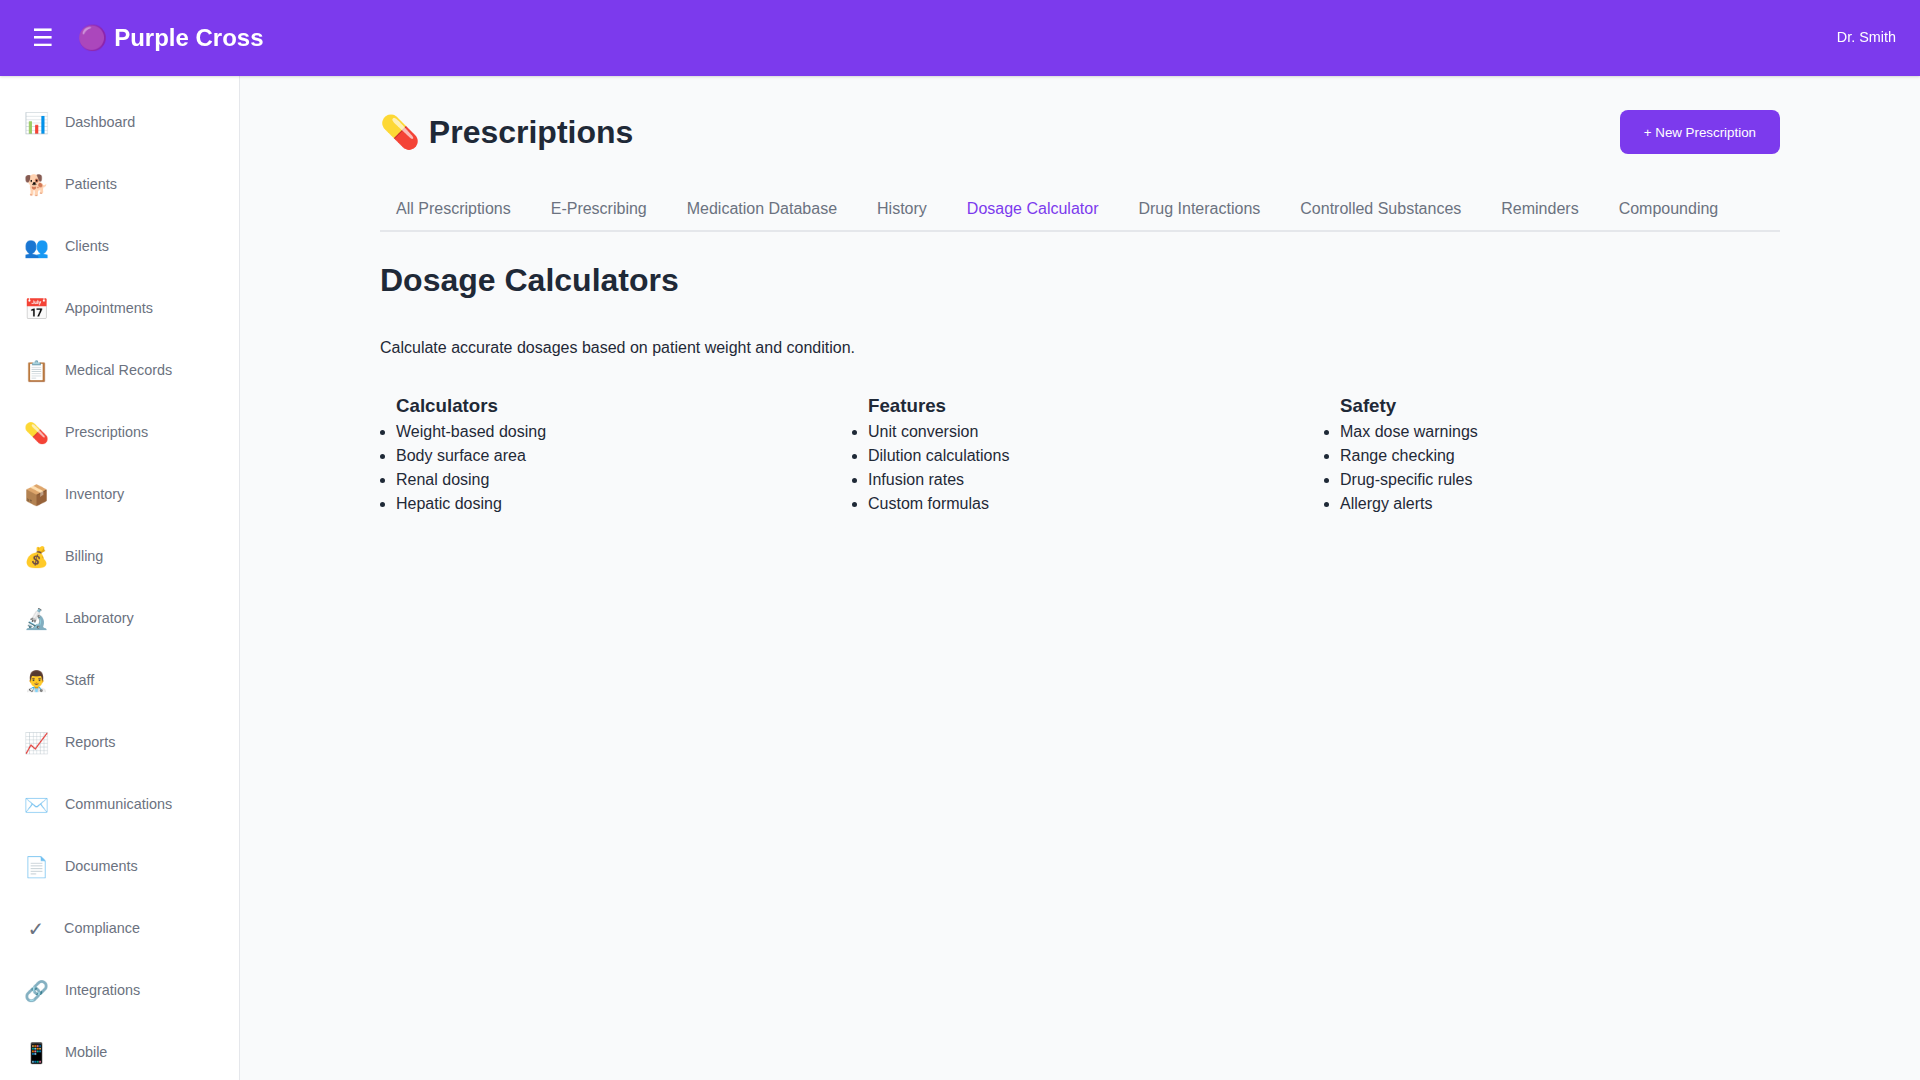 ☰ 🟣 Purple Cross
Dr. Smith
📊 Dashboard
🐕 Patients
👥 Clients
📅 Appointments
📋 Medical Records
💊 Prescriptions
📦 Inventory
💰 Billing
🔬 Laboratory
👨‍⚕️ Staff
📈 Reports
✉️ Communications
📄 Documents
✓ Compliance
🔗 Integrations
📱 Mobile
💊 Prescriptions
+ New Prescription
All Prescriptions E-Prescribing Medication Database History Dosage Calculator Drug Interactions Controlled Substances Reminders Compounding
Dosage Calculators
Calculate accurate dosages based on patient weight and condition.
Calculators
• Weight-based dosing
• Body surface area
• Renal dosing
• Hepatic dosing
Features
• Unit conversion
• Dilution calculations
• Infusion rates
• Custom formulas
Safety
• Max dose warnings
• Range checking
• Drug-specific rules
• Allergy alerts